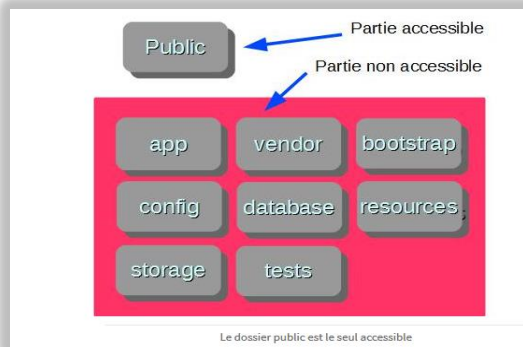 Partie accessible
Public
Partie non accessible
app vendor bootstrap
config database resources
storage tests
Le dossier public est le seul accessible